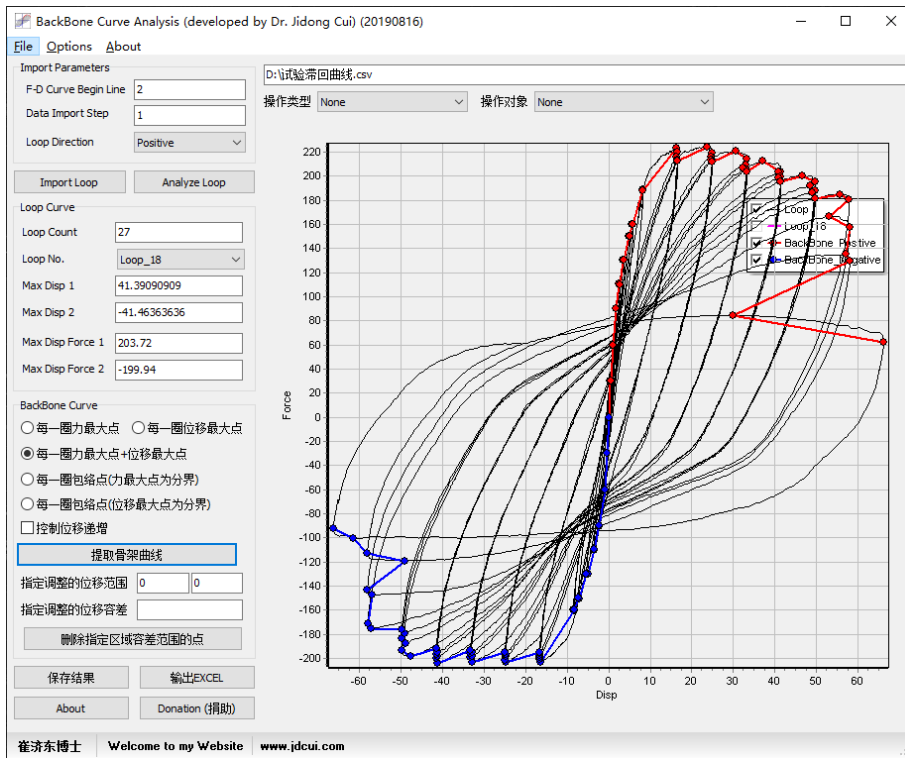 BackBone Curve Analysis (developed by Dr. Jidong Cui) (20190816)
File Options About
Import Parameters
F-D Curve Begin Line 2
Data Import Step 1
Loop Direction Positive
Import Loop Analyze Loop
Loop Curve
Loop Count 27
Loop No. Loop_18
Max Disp 1 41.39090909
Max Disp 2 -41.46363636
Max Disp Force 1 203.72
Max Disp Force 2 -199.94
BackBone Curve
每一圈力最大点 每一圈位移最大点
每一圈力最大点+位移最大点
每一圈包络点(力最大点为分界)
每一圈包络点(位移最大点为分界)
控制位移递增
提取骨架曲线
指定调整的位移范围 0 0
指定调整的位移容差
删除指定区域容差范围的点
保存结果 输出EXCEL
About Donation (捐助)
D:\试验滞回曲线.csv
操作类型 None 操作对象 None
220
200
180
160
140
120
100
80
60
40
20
0
-20
-40
-60
-80
-100
-120
-140
-160
-180
-200
Force
Loop
Loop_18
BackBone_Positive
BackBone_Negative
-60 -50 -40 -30 -20 -10 0 10 20 30 40 50 60
Disp
崔济东博士 Welcome to my Website www.jdcui.com